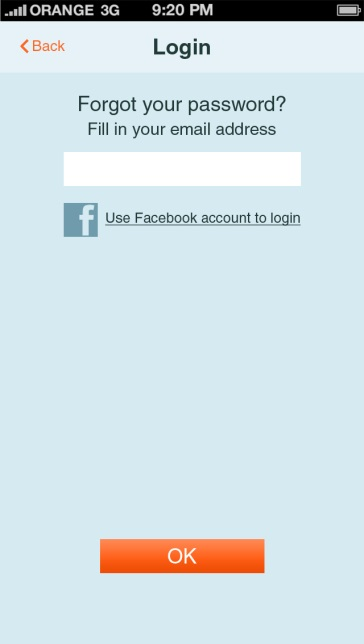 ORANGE 3G 9:20 PM
Back Login
Forgot your password?
Fill in your email address
f Use Facebook account to login
OK